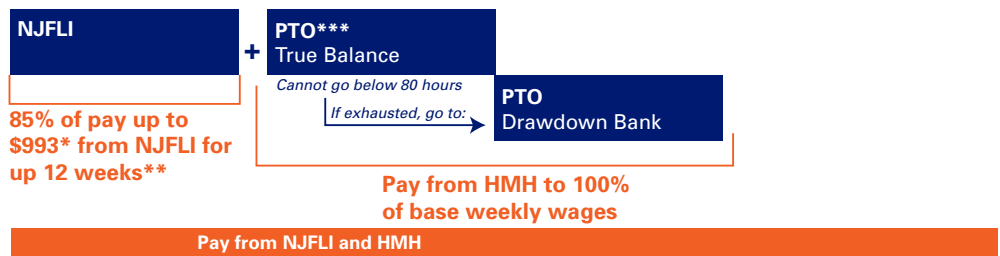 NJFLI
+
PTO***
True Balance
Cannot go below 80 hours
If exhausted, go to:
PTO
Drawdown Bank
85% of pay up to
$993* from NJFLI for
up 12 weeks**
Pay from HMH to 100%
of base weekly wages
Pay from NJFLI and HMH